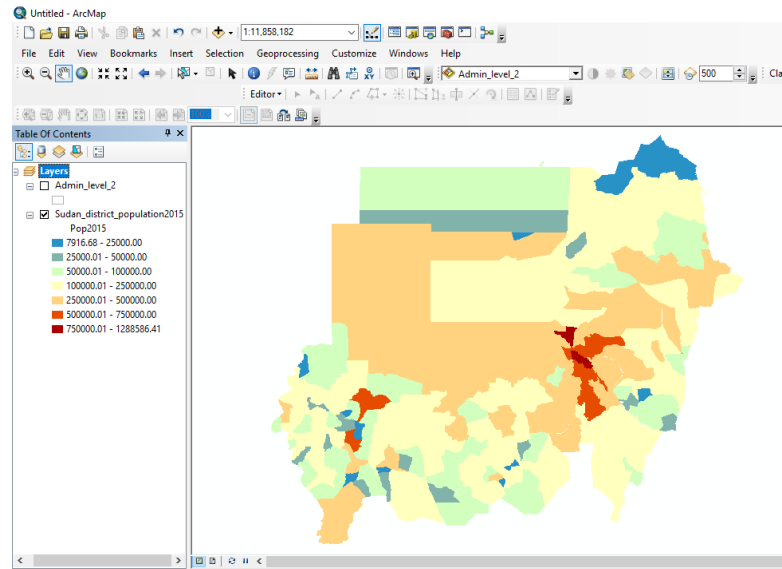 Untitled - ArcMap
1:11,858,182
File Edit View Bookmarks Insert Selection Geoprocessing Customize Windows Help
Admin_level_2 500 Cla
Editor
Table Of Contents
Layers
Admin_level_2
Sudan_district_population2015
Pop2015
7916.68 - 25000.00
25000.01 - 50000.00
50000.01 - 100000.00
100000.01 - 250000.00
250000.01 - 500000.00
500000.01 - 750000.00
750000.01 - 1288586.41